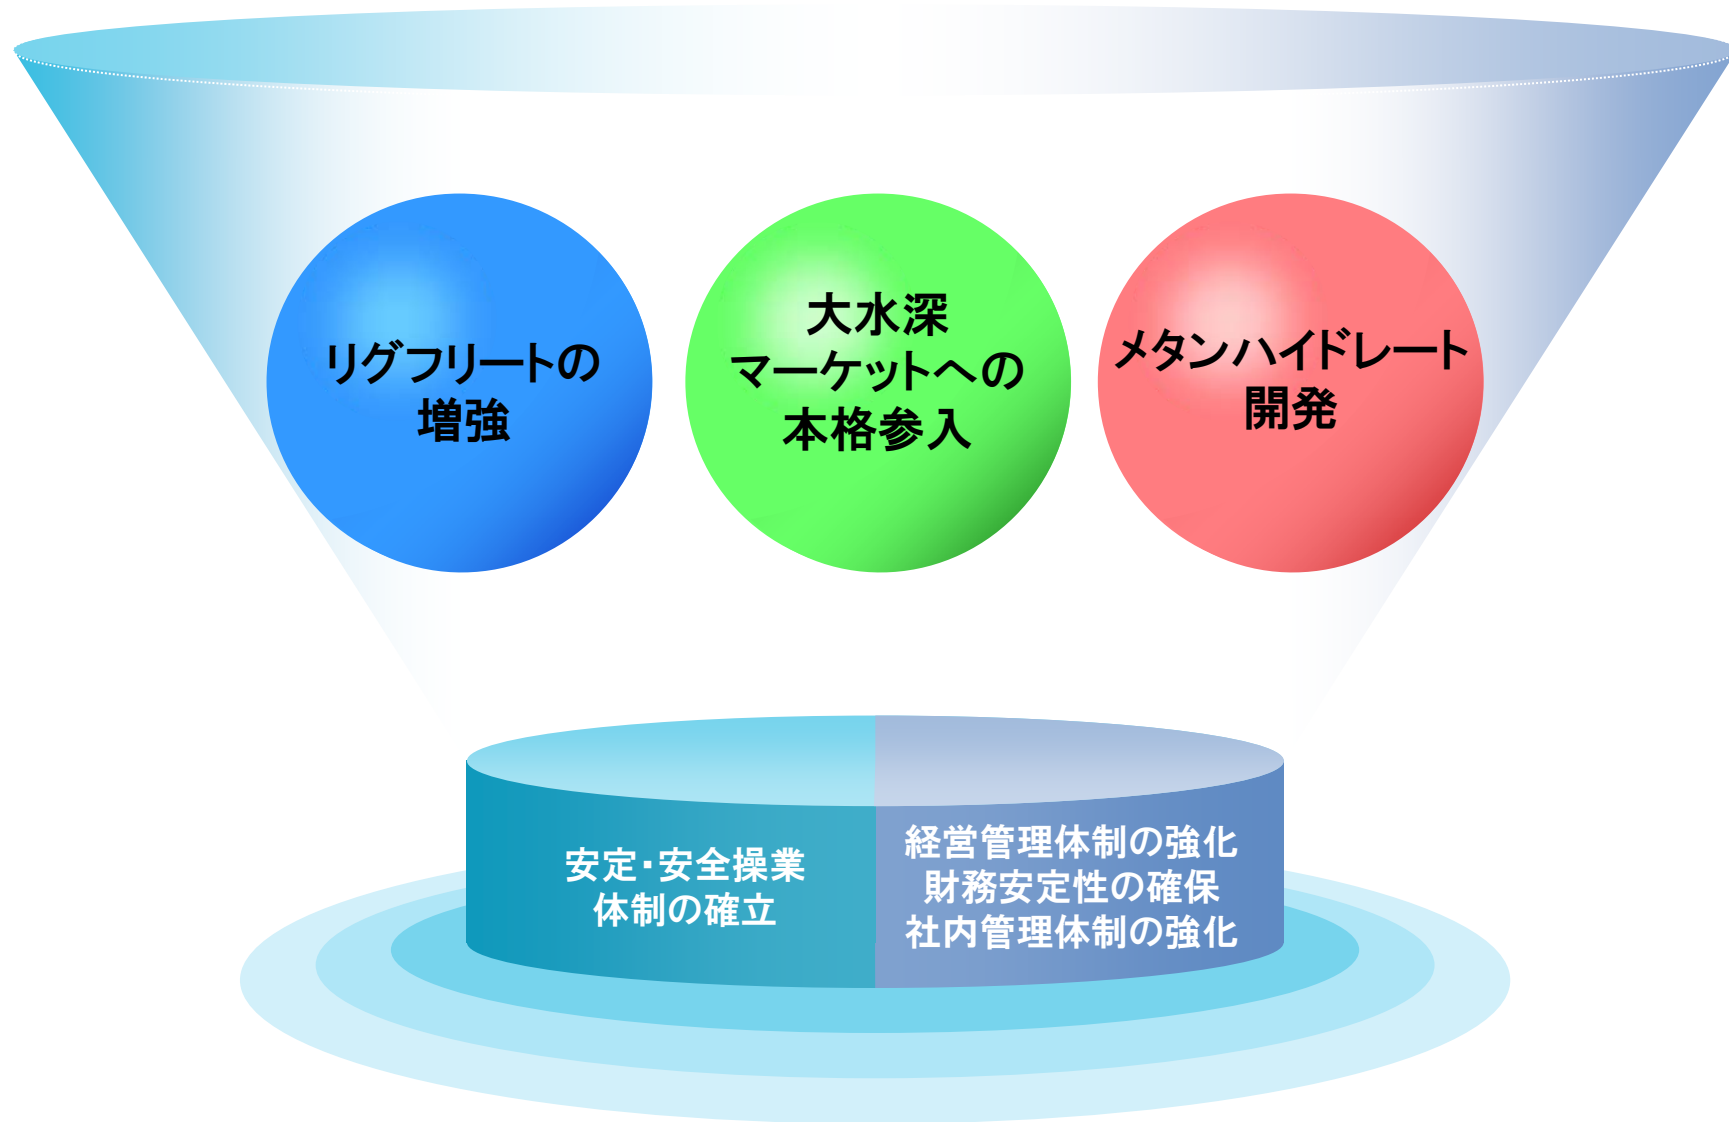 リグフリートの
増強
大水深
マーケットへの
本格参入
メタンハイドレート
開発
安定・安全操業
体制の確立
経営管理体制の強化
財務安定性の確保
社内管理体制の強化